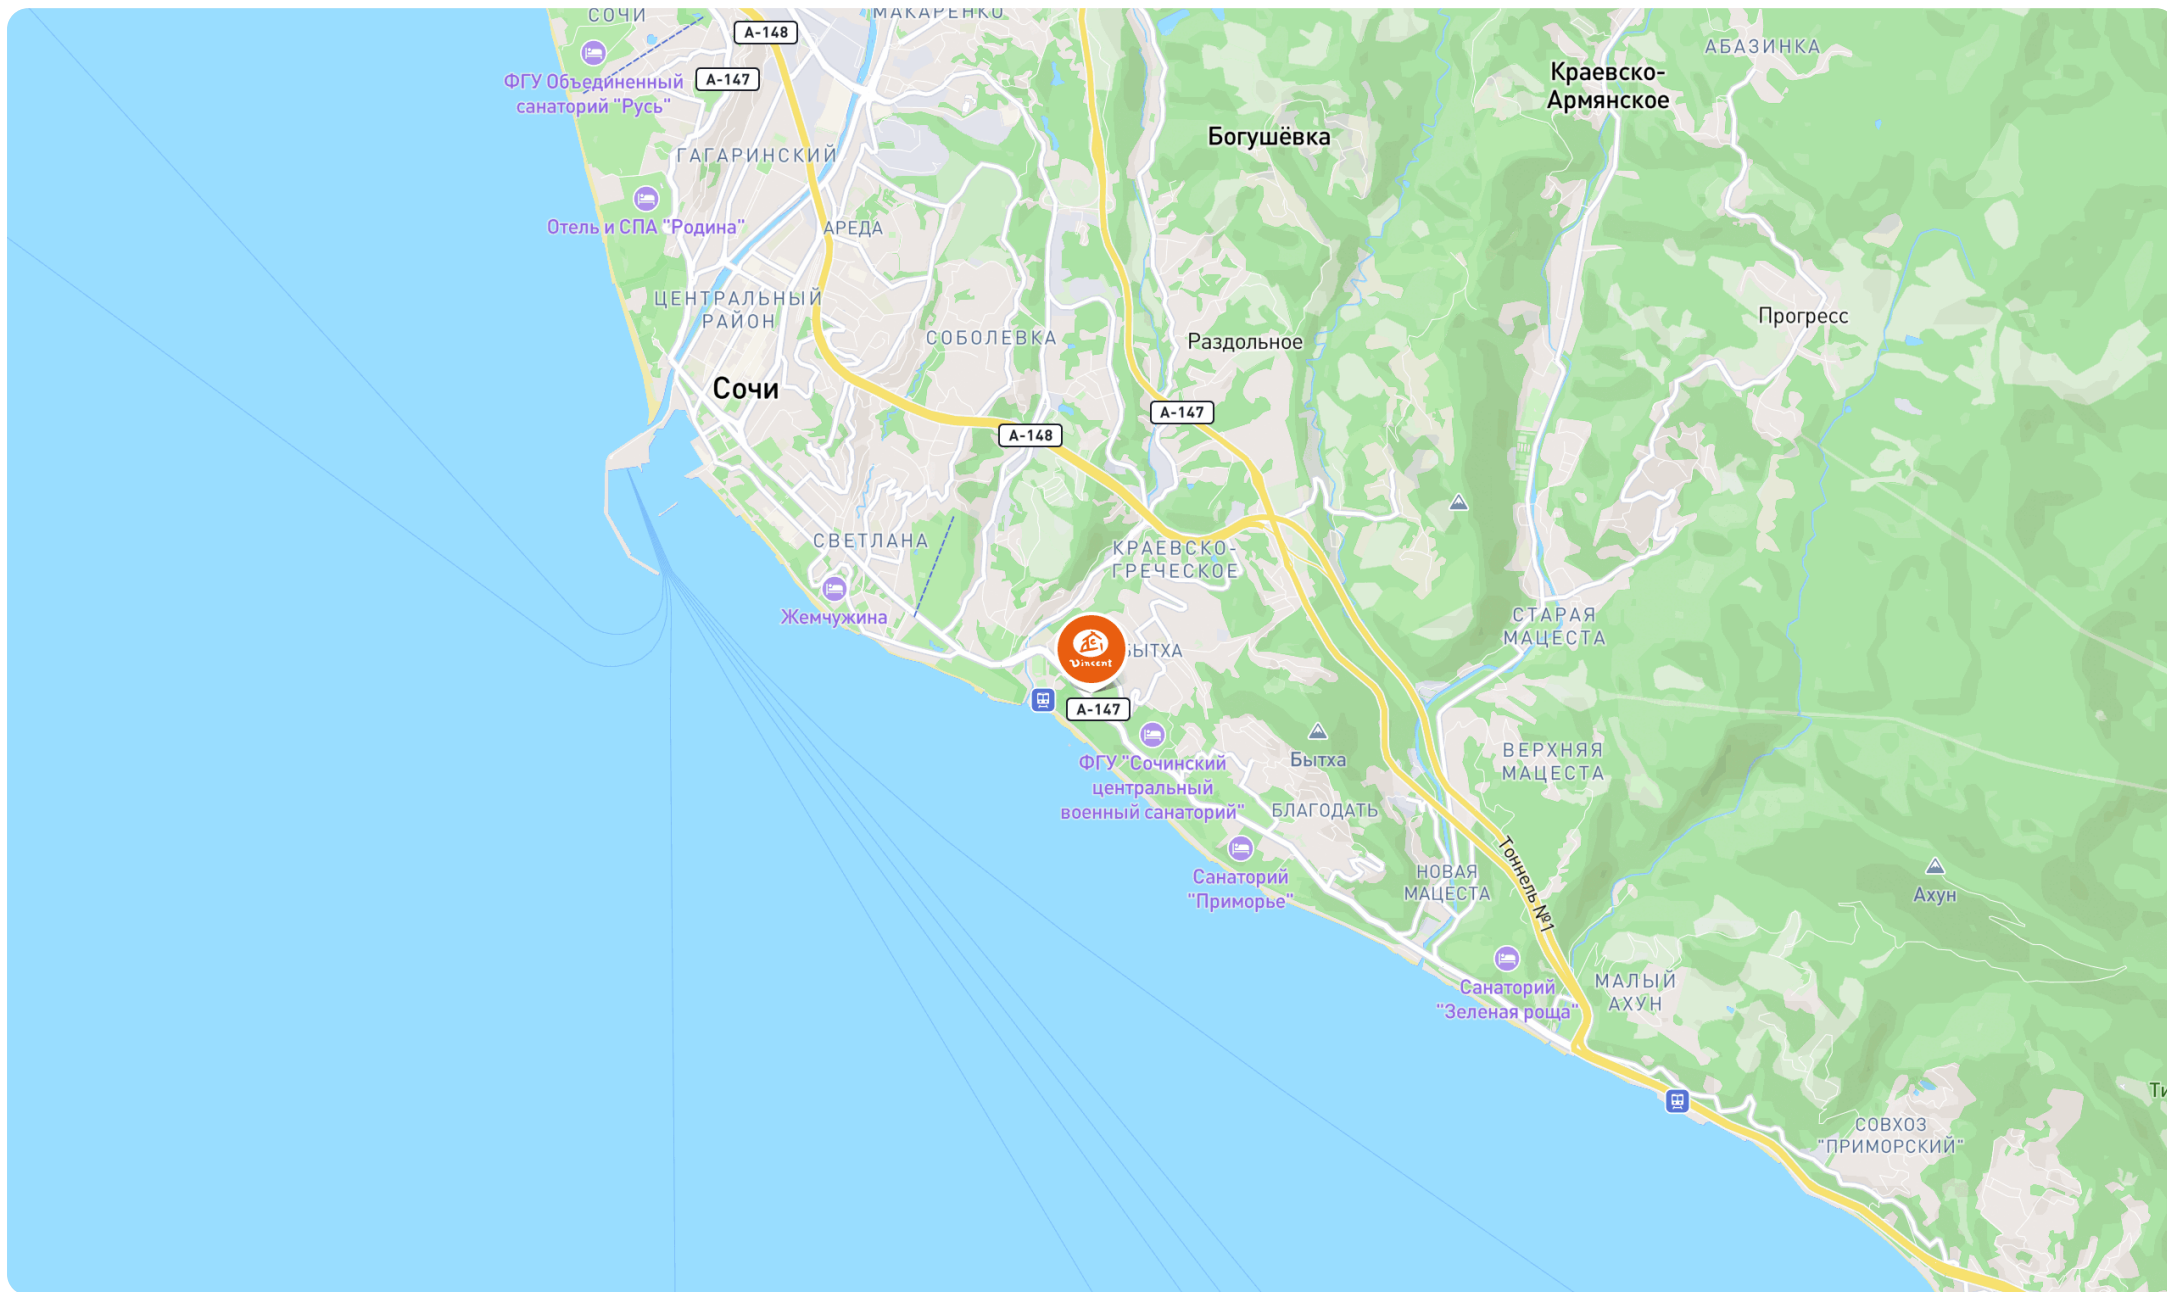 СОЧИ
МАКАРЕНКО
А-148
АБАЗИНКА
Краевско-
Армянское
ФГУ Объединенный
санаторий "Русь"
А-147
Богушёвка
ГАГАРИНСКИЙ
Отель и СПА "Родина"
АРЕДА
ЦЕНТРАЛЬНЫЙ
РАЙОН
Прогресс
СОБОЛЕВКА
Раздольное
Сочи
А-147
А-148
СВЕТЛАНА
КРАЕВСКО-
ГРЕЧЕСКОЕ
Жемчужина
СТАРАЯ
МАЦЕСТА
Vincent
БЫТХА
А-147
ФГУ "Сочинский
центральный
военный санаторий"
Бытха
ВЕРХНЯЯ
МАЦЕСТА
БЛАГОДАТЬ
Тоннель №1
Санаторий
"Приморье"
НОВАЯ
МАЦЕСТА
Ахун
Санаторий
"Зеленая роща"
МАЛЫЙ
АХУН
Ти
СОВХОЗ
"ПРИМОРСКИЙ"